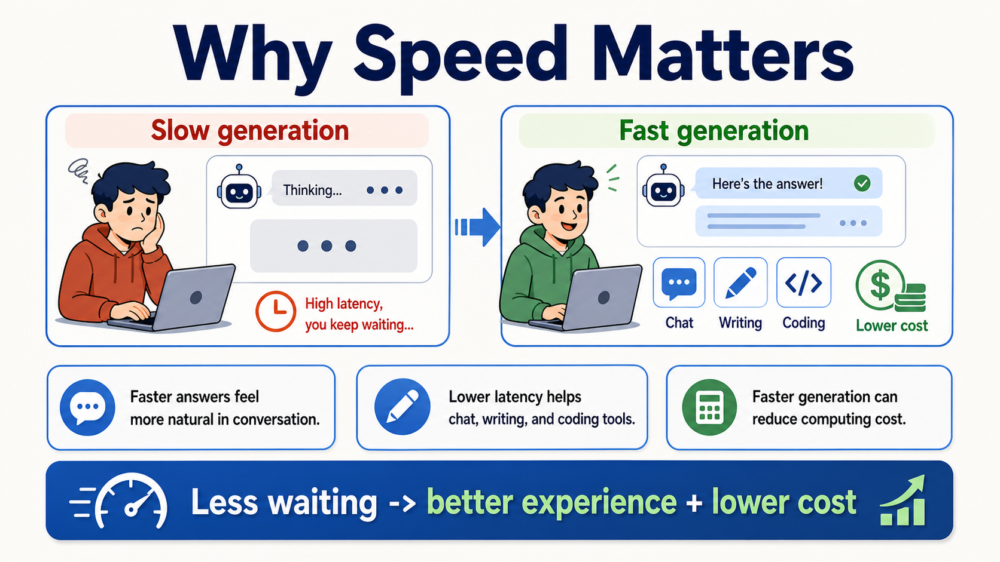 Why Speed Matters
Slow generation
Thinking...
High latency,
you keep waiting...
Fast generation
Here's the answer!
Chat
Writing
Coding
$
Lower cost
Faster answers feel
more natural in conversation.
Lower latency helps
chat, writing, and coding tools.
Faster generation can
reduce computing cost.
Less waiting -> better experience + lower cost